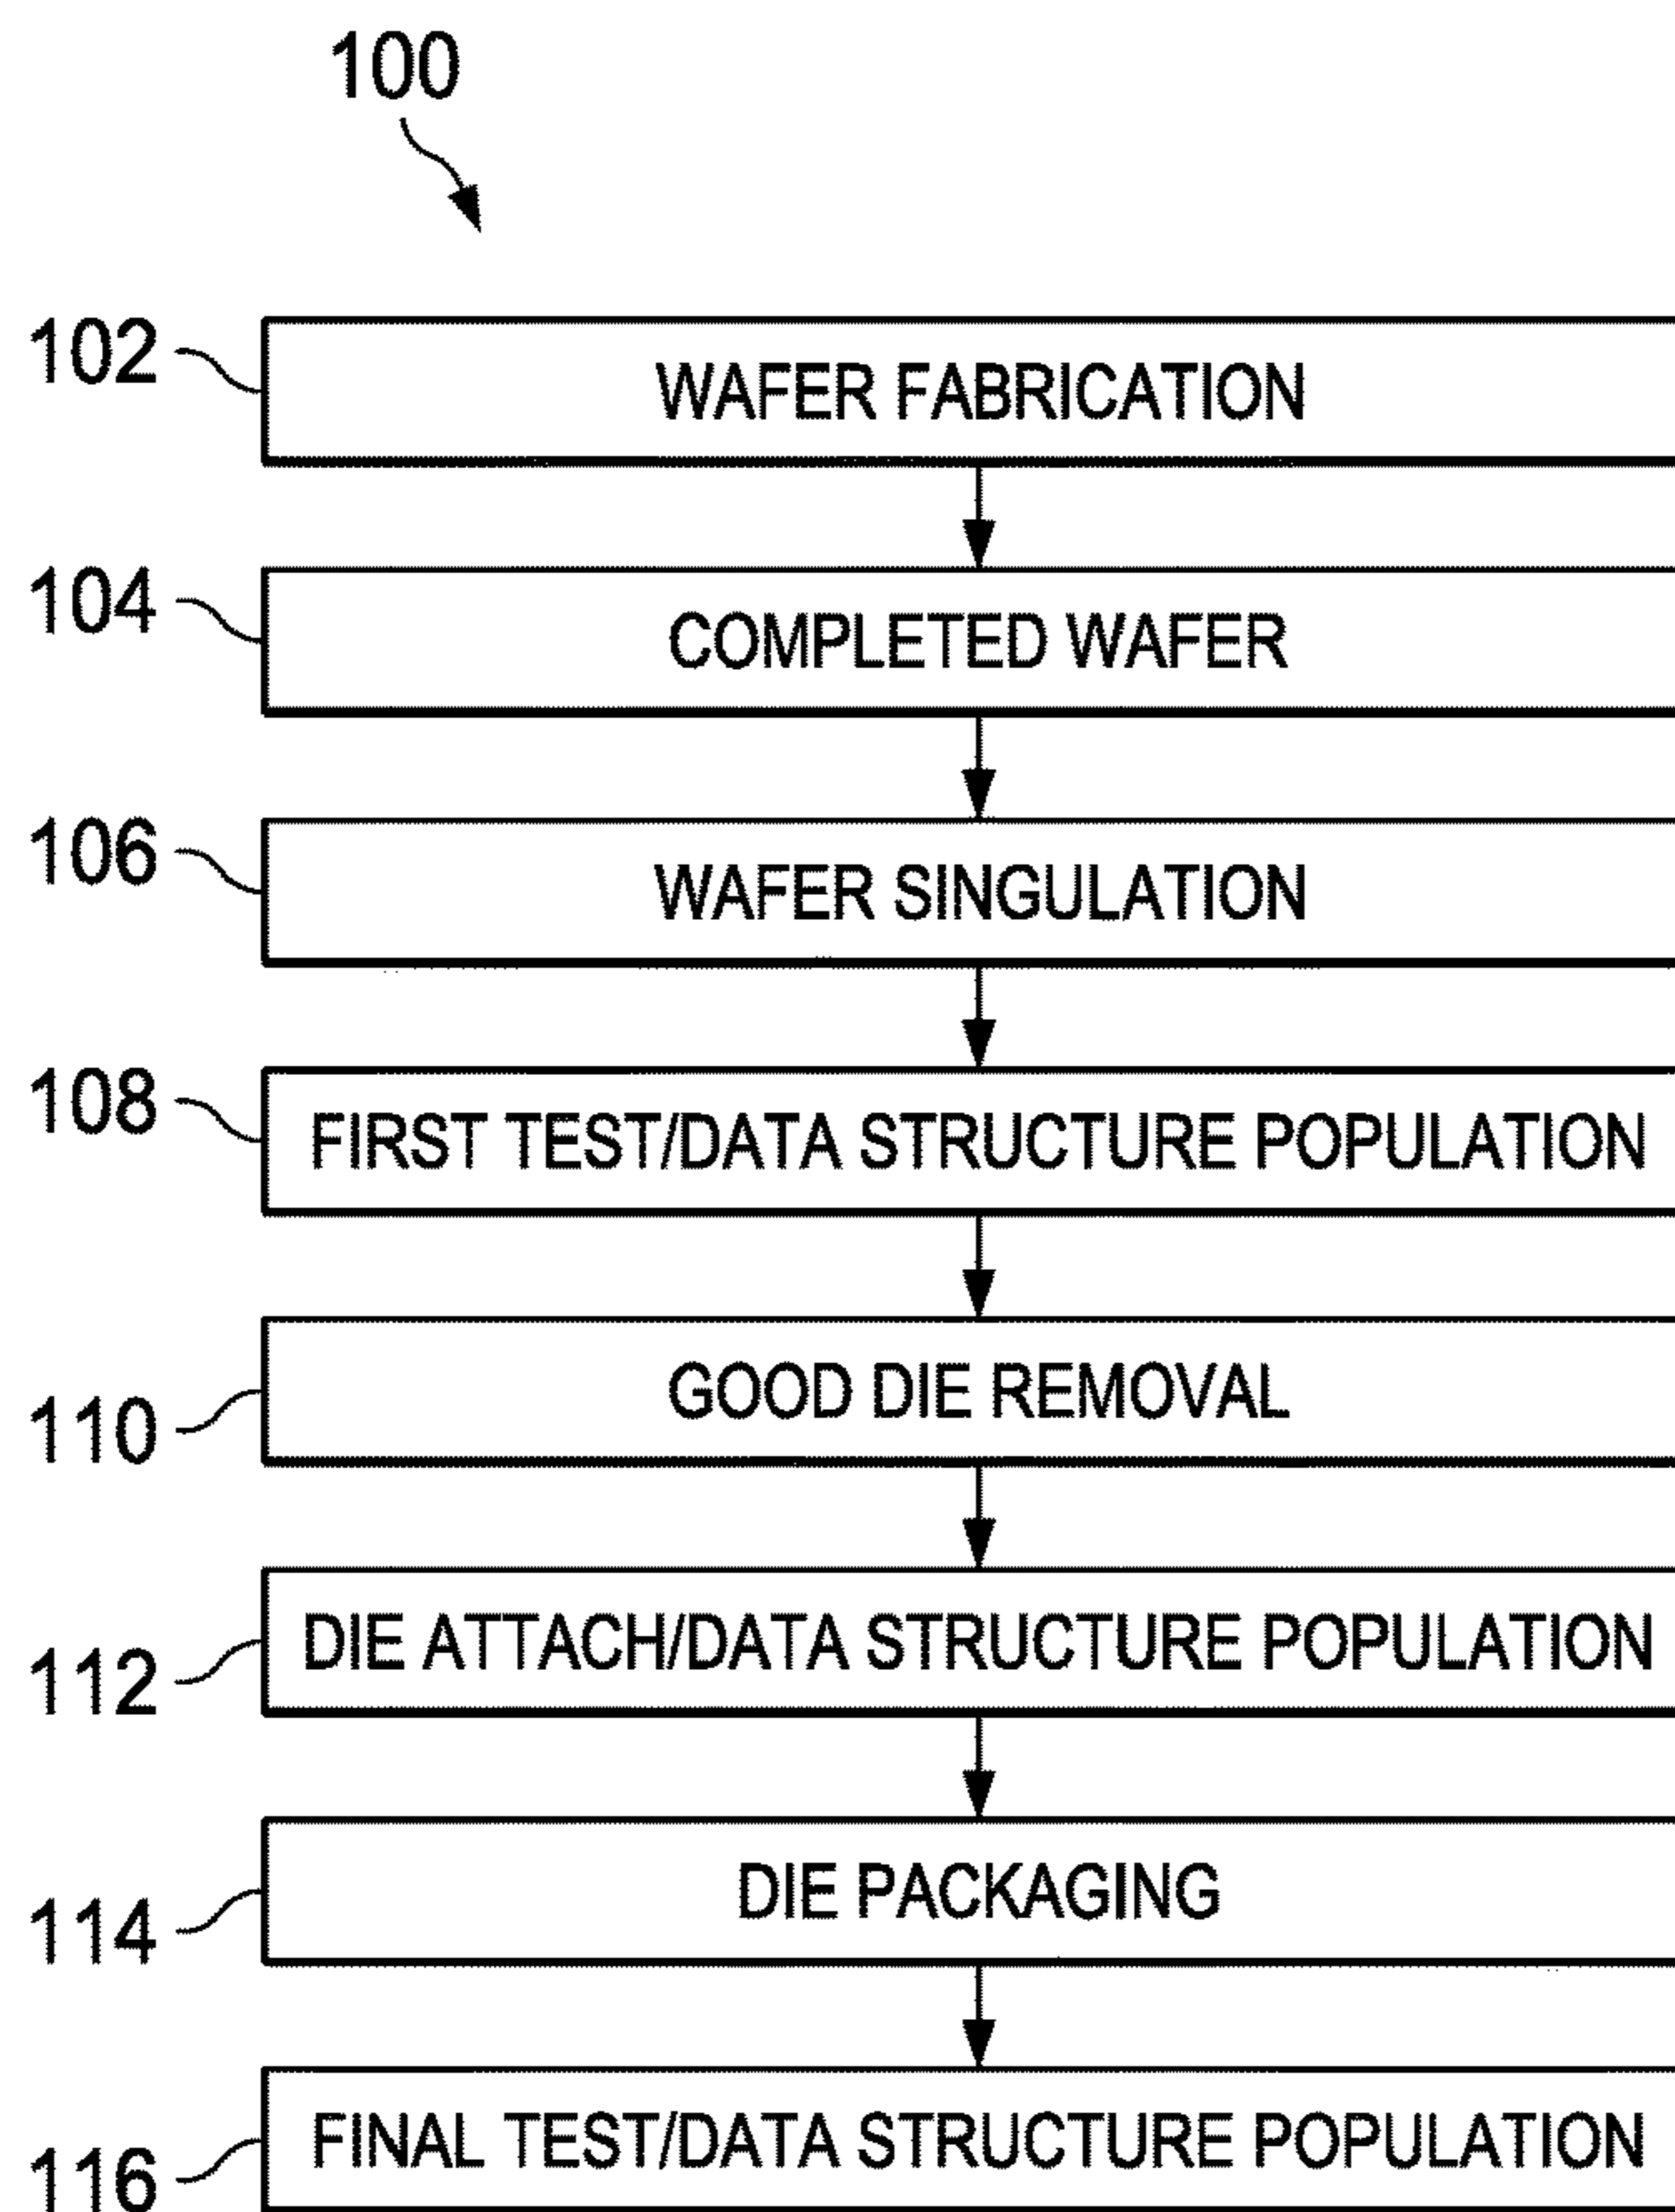 100
102 WAFER FABRICATION
104 COMPLETED WAFER
106 WAFER SINGULATION
108 FIRST TEST/DATA STRUCTURE POPULATION
110 GOOD DIE REMOVAL
112 DIE ATTACH/DATA STRUCTURE POPULATION
114 DIE PACKAGING
116 FINAL TEST/DATA STRUCTURE POPULATION